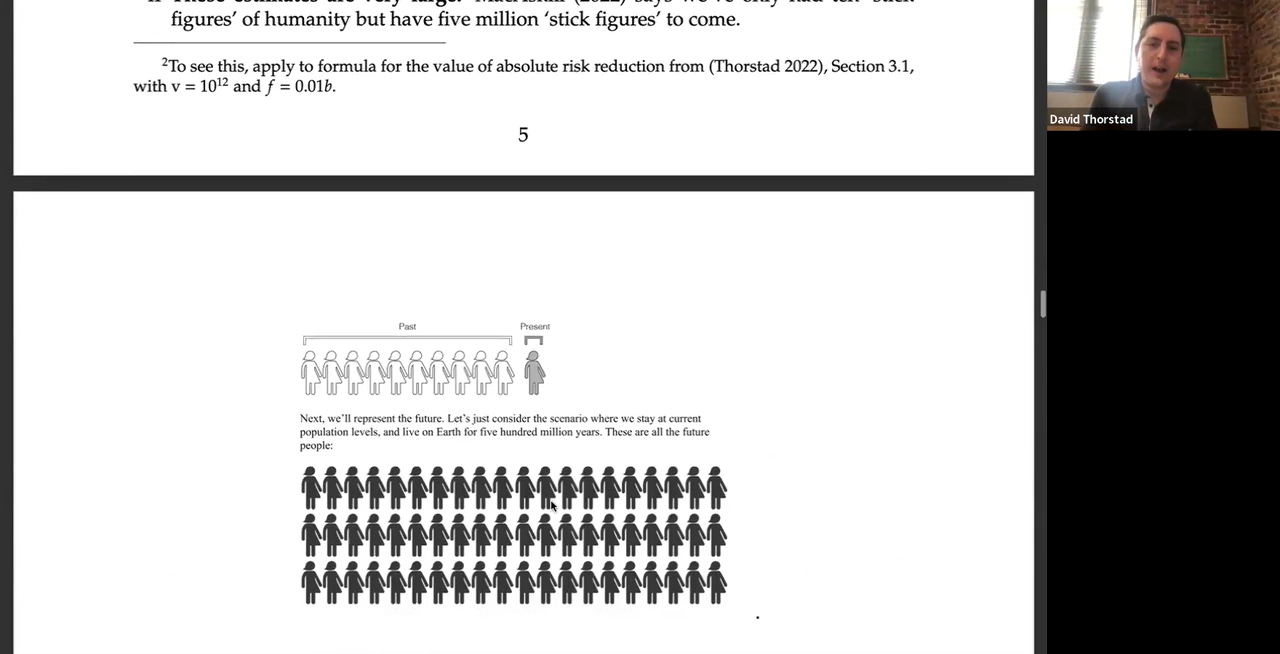 figures’ of humanity but have five million ‘stick figures’ to come.
²To see this, apply to formula for the value of absolute risk reduction from (Thorstad 2022), Section 3.1,
with v = 10¹² and f = 0.01b.
5
Past
Present
Next, we’ll represent the future. Let’s just consider the scenario where we stay at current
population levels, and live on Earth for five hundred million years. These are all the future
people:
David Thorstad